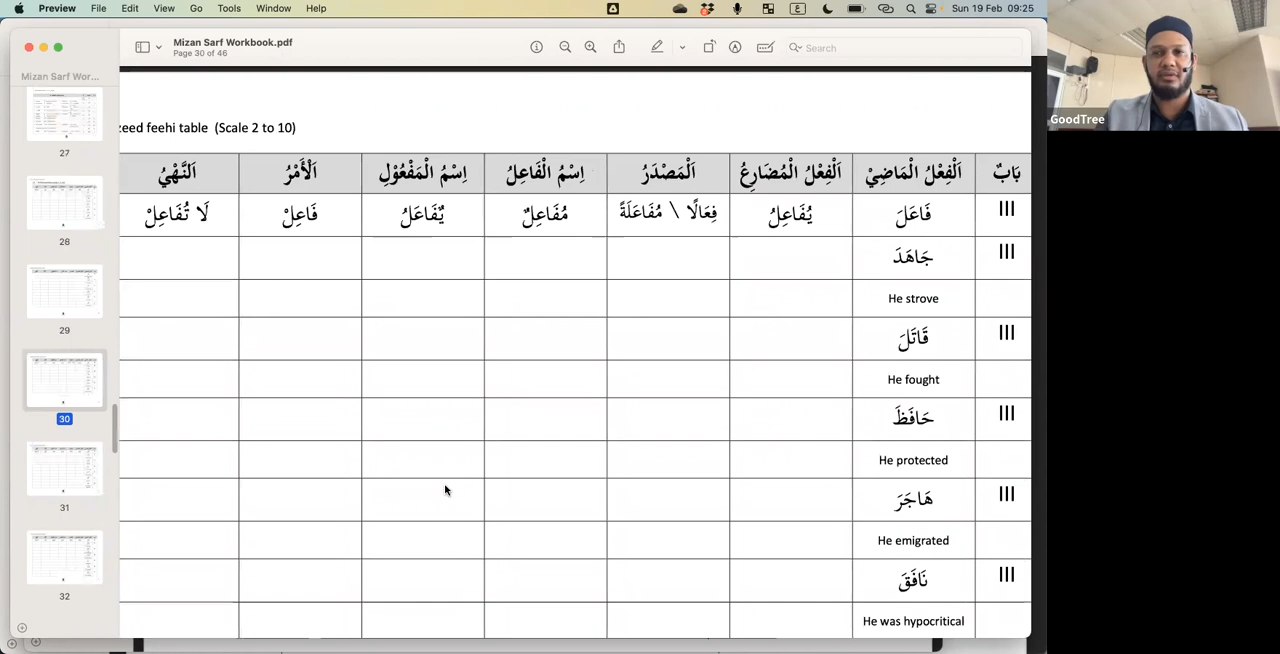 Preview File Edit View Go Tools Window Help Sun 19 Feb 09:25
Mizan Sarf Workbook.pdf
Page 30 of 46
Search
Mizan Sarf Wor...
27
28
29
30
31
32
zeed feehi table (Scale 2 to 10)
بَابٌ اَلْفِعْلُ الْمَاضِيْ اَلْفِعْلُ الْمُضَارِعُ اَلْمَصْدَرُ اِسْمُ الْفَاعِلُ اِسْمُ الْمَفْعُوْلِ اَلْأَمْرُ اَلنَّهْيُ
III فَاعَلَ يُفَاعِلُ فِعَالًا \ مُفَاعَلَةً مُفَاعِلٌ يٌفَاعَلُ فَاعِلْ لَا تُفَاعِلْ
III جَاهَدَ
He strove
III قَاتَلَ
He fought
III حَافَظَ
He protected
III هَاجَرَ
He emigrated
III نَافَقَ
He was hypocritical
GoodTree